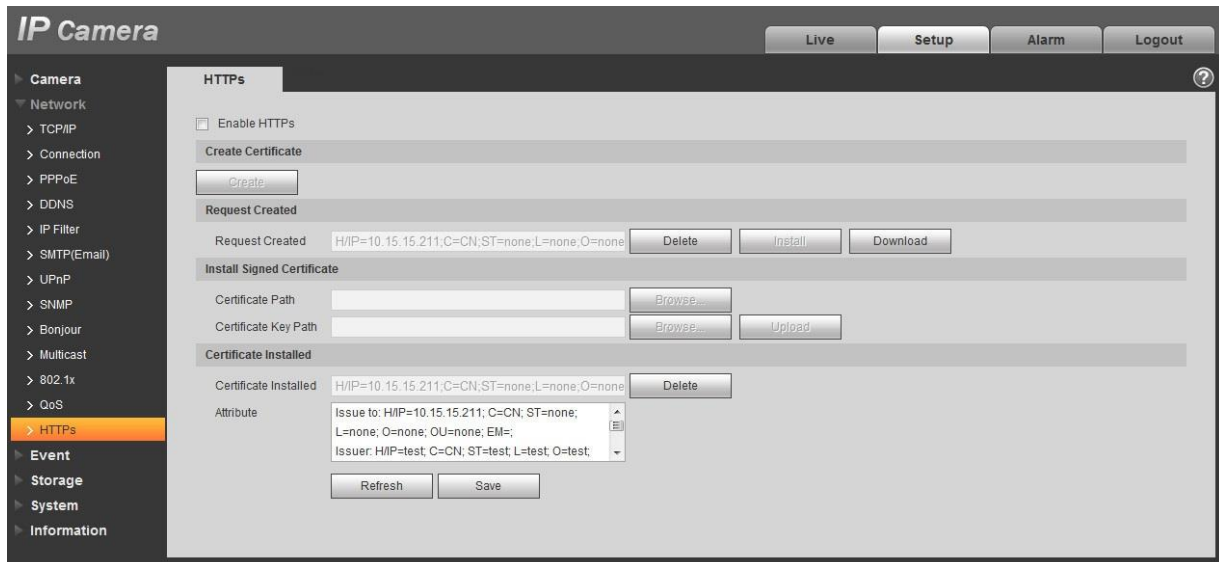 IP Camera
Live Setup Alarm Logout
Camera
Network
TCP/IP
Connection
PPPoE
DDNS
IP Filter
SMTP(Email)
UPnP
SNMP
Bonjour
Multicast
802.1x
QoS
HTTPs
Event
Storage
System
Information
HTTPs
?
Enable HTTPs
Create Certificate
Create
Request Created
Request Created H/IP=10.15.15.211;C=CN;ST=none;L=none;O=none Delete Install Download
Install Signed Certificate
Certificate Path Browse...
Certificate Key Path Browse... Upload
Certificate Installed
Certificate Installed H/IP=10.15.15.211;C=CN;ST=none;L=none;O=none Delete
Attribute Issue to: H/IP=10.15.15.211; C=CN; ST=none;
L=none; O=none; OU=none; EM=;
Issuer: H/IP=test; C=CN; ST=test; L=test; O=test;
Refresh Save